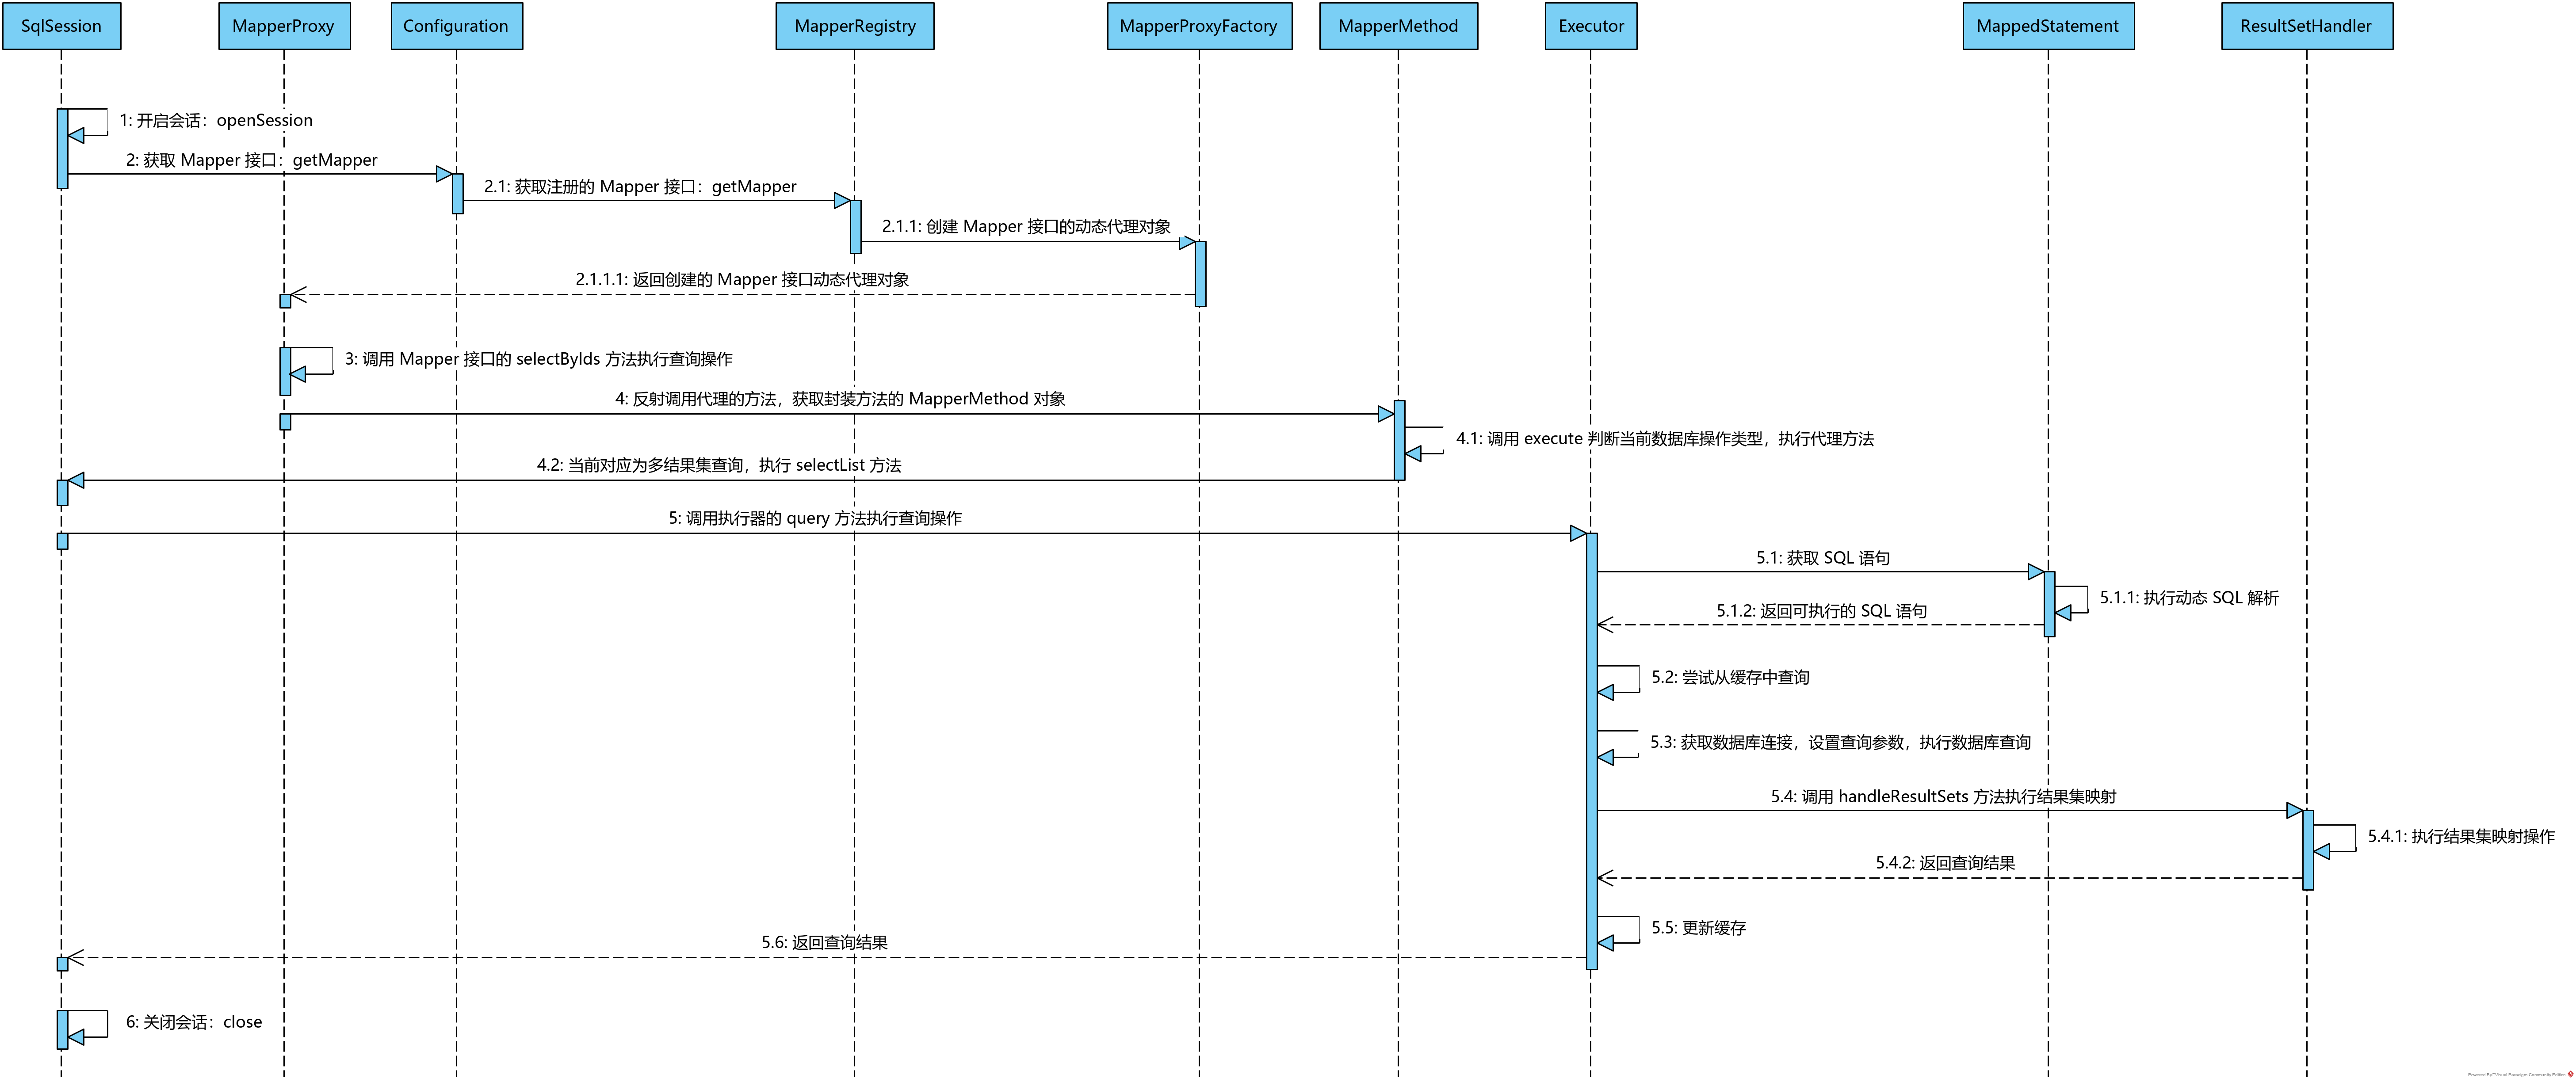 SqlSession
MapperProxy
Configuration
MapperRegistry
MapperProxyFactory
MapperMethod
Executor
MappedStatement
ResultSetHandler
1: 开启会话：openSession
2: 获取 Mapper 接口：getMapper
2.1: 获取注册的 Mapper 接口：getMapper
2.1.1: 创建 Mapper 接口的动态代理对象
2.1.1.1: 返回创建的 Mapper 接口动态代理对象
3: 调用 Mapper 接口的 selectByIds 方法执行查询操作
4: 反射调用代理的方法，获取封装方法的 MapperMethod 对象
4.1: 调用 execute 判断当前数据库操作类型，执行代理方法
4.2: 当前对应为多结果集查询，执行 selectList 方法
5: 调用执行器的 query 方法执行查询操作
5.1: 获取 SQL 语句
5.1.1: 执行动态 SQL 解析
5.1.2: 返回可执行的 SQL 语句
5.2: 尝试从缓存中查询
5.3: 获取数据库连接，设置查询参数，执行数据库查询
5.4: 调用 handleResultSets 方法执行结果集映射
5.4.1: 执行结果集映射操作
5.4.2: 返回查询结果
5.5: 更新缓存
5.6: 返回查询结果
6: 关闭会话：close
Powered By Visual Paradigm Community Edition